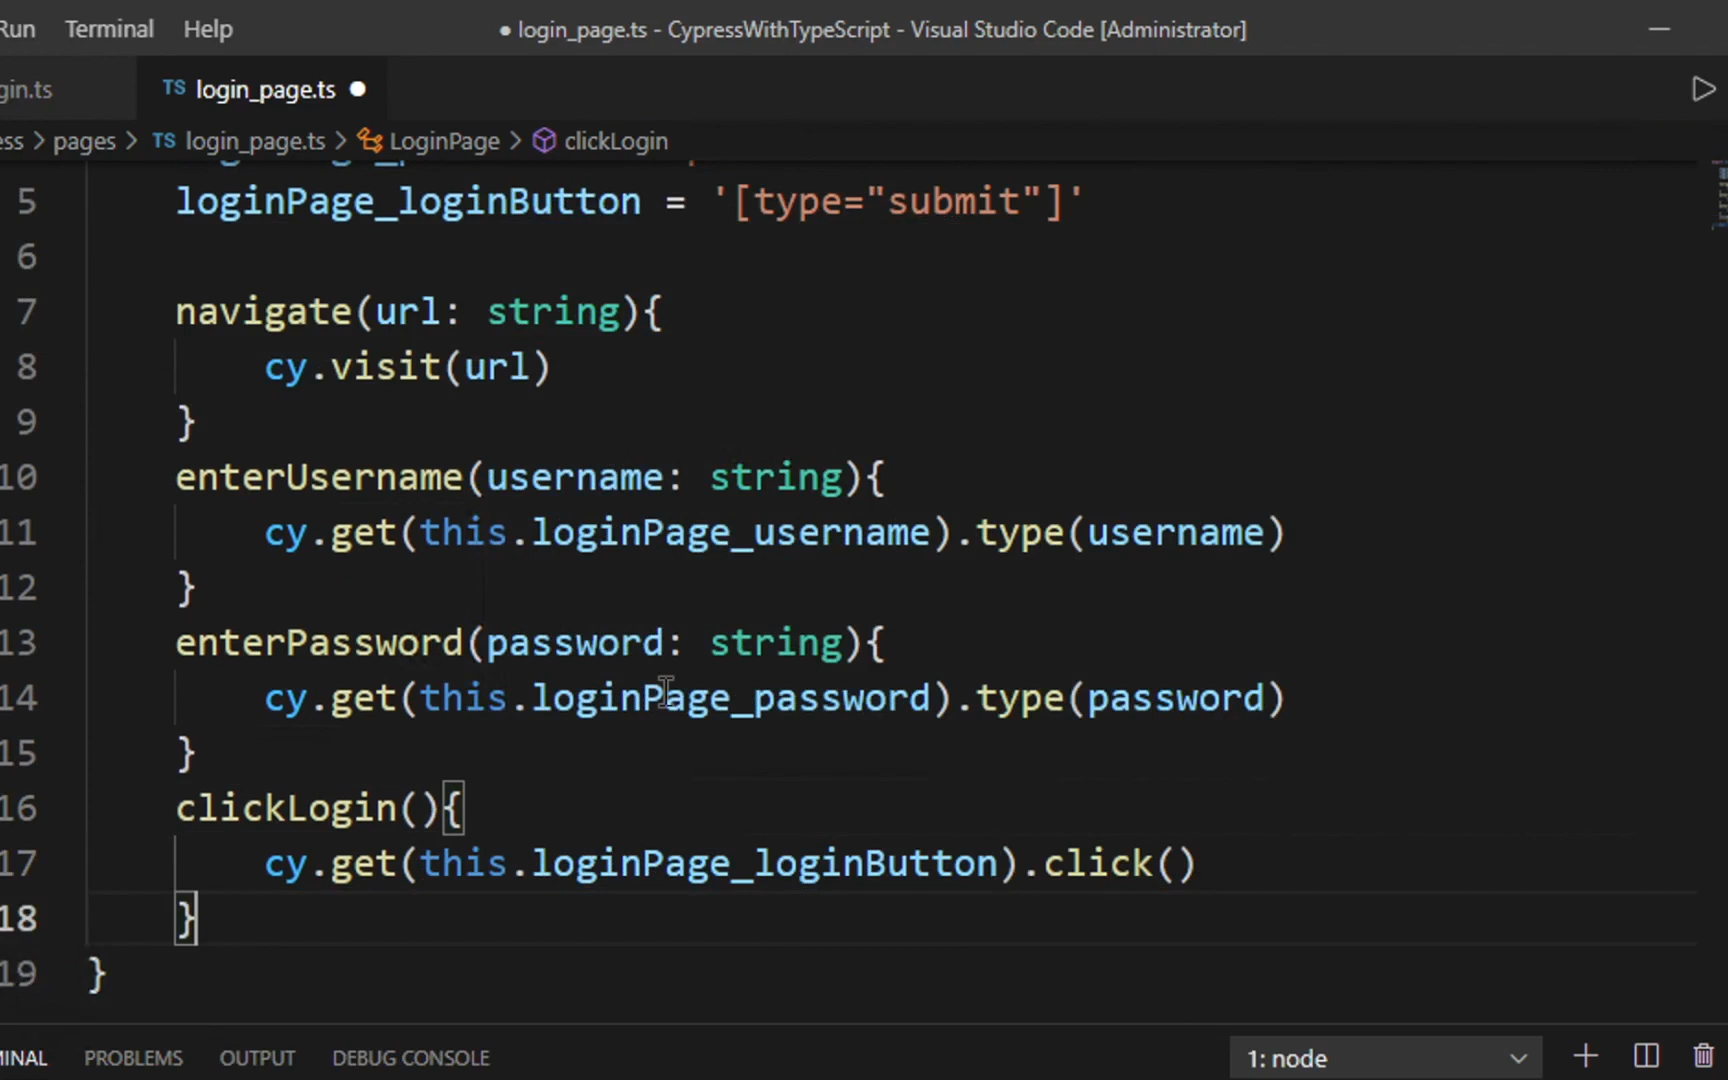 Run Terminal Help ● login_page.ts - CypressWithTypeScript - Visual Studio Code [Administrator]
gin.ts TS login_page.ts ●
ess > pages > TS login_page.ts > LoginPage > clickLogin
5 loginPage_loginButton = '[type="submit"]'
6
7 navigate(url: string){
8 cy.visit(url)
9 }
10 enterUsername(username: string){
11 cy.get(this.loginPage_username).type(username)
12 }
13 enterPassword(password: string){
14 cy.get(this.loginPage_password).type(password)
15 }
16 clickLogin(){
17 cy.get(this.loginPage_loginButton).click()
18 }
19 }
MINAL PROBLEMS OUTPUT DEBUG CONSOLE 1: node